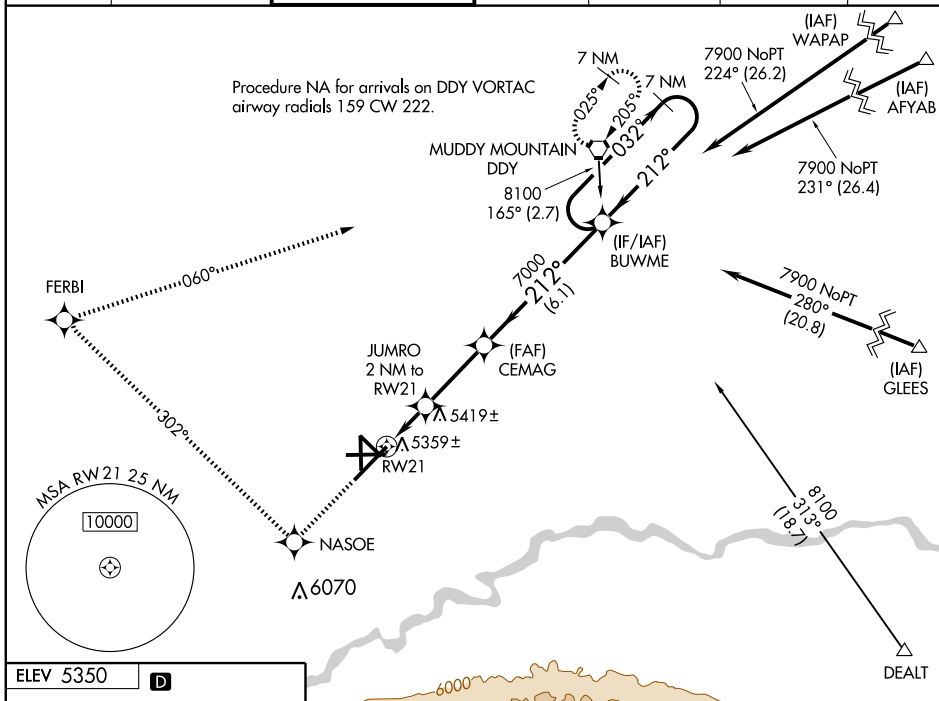 (IAF)
WAPAP
7900 NoPT
224° (26.2)
(IAF)
AFYAB
7900 NoPT
231° (26.4)
7 NM
7 NM
Procedure NA for arrivals on DDY VORTAC
airway radials 159 CW 222.
025°
205°
032°
212°
MUDDY MOUNTAIN
DDY
8100
165° (2.7)
(IF/IAF)
BUWME
7000
212°
(6.1)
060°
FERBI
7900 NoPT
280°
(20.8)
(IAF)
GLEES
JUMRO
2 NM to
RW21
(FAF)
CEMAG
5419±
5359±
RW21
302°
MSA RW21 25 NM
10000
NASOE
6070
8100
313°
(18.7)
DEALT
ELEV 5350
D
6000